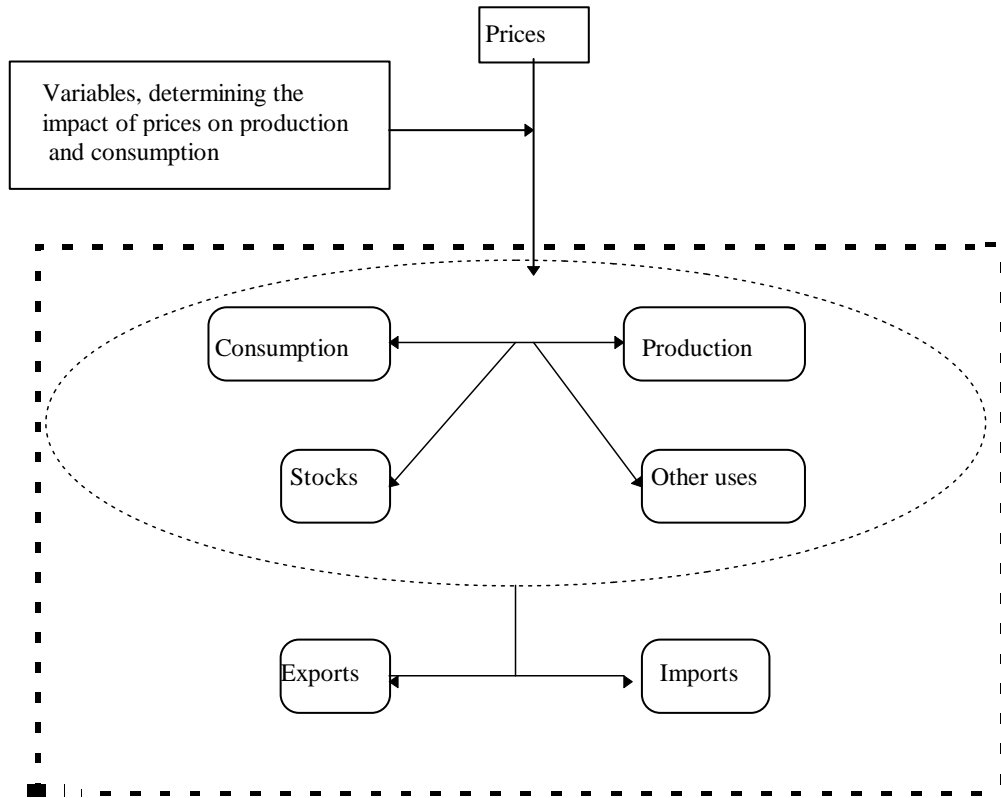 Prices
Variables, determining the
impact of prices on production
and consumption
Consumption
Production
Stocks
Other uses
Exports
Imports